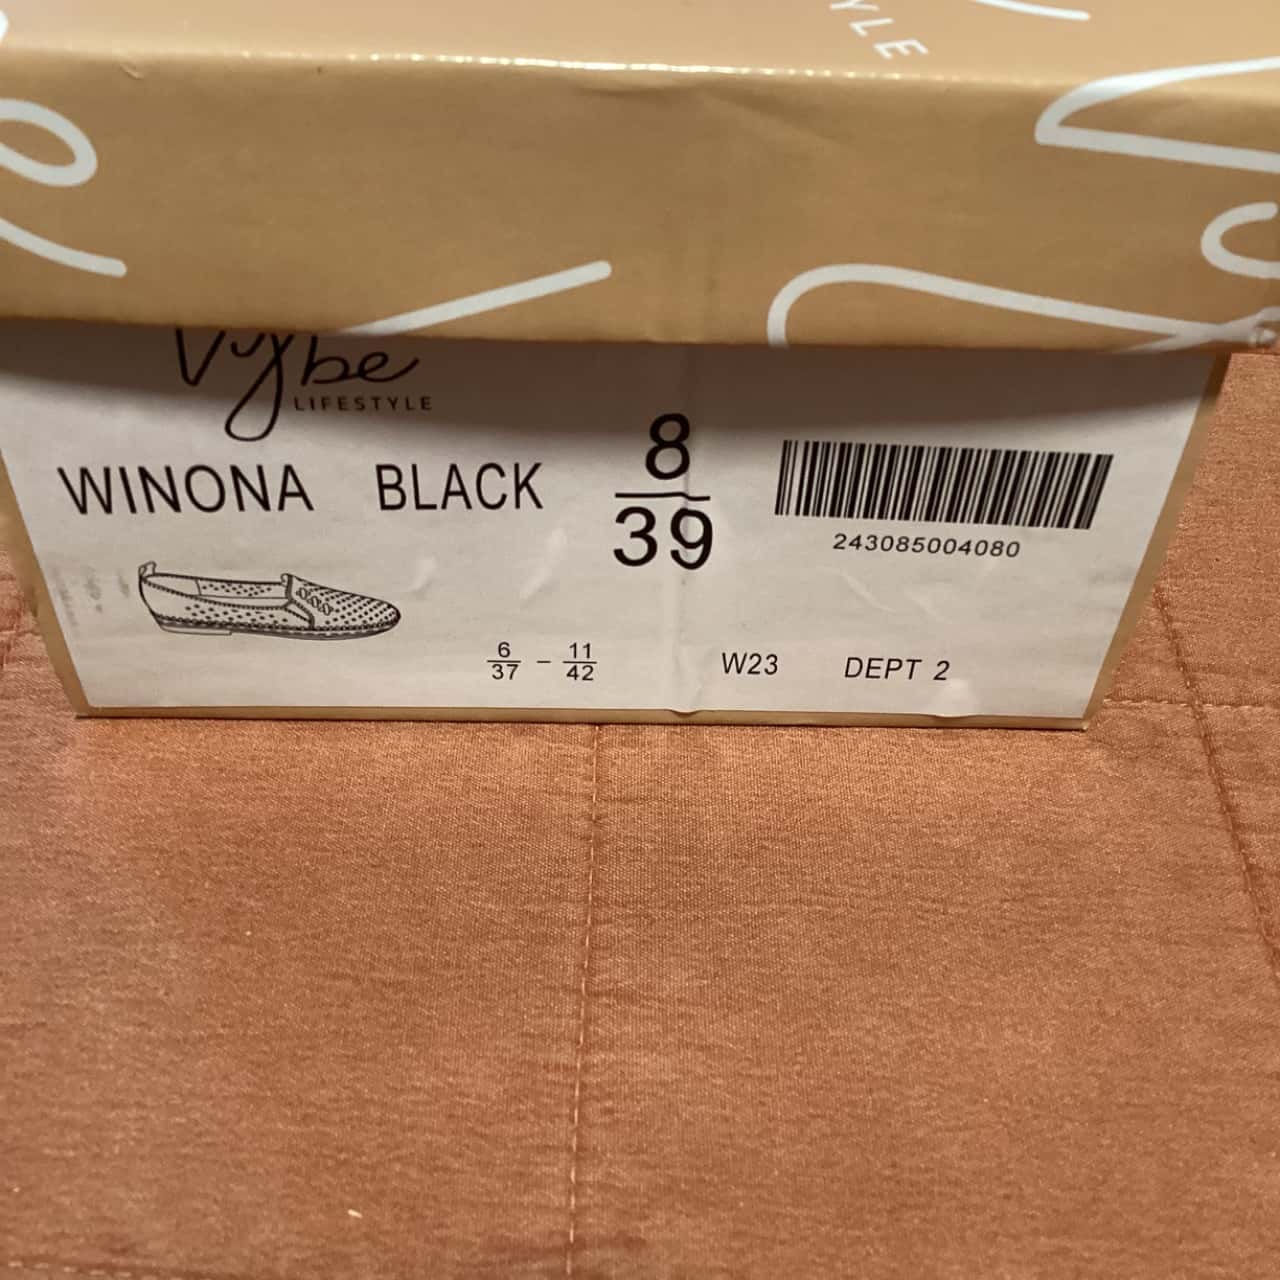 YLE
Vybe
LIFESTYLE
WINONA BLACK
8
39
243085004080
6
37
-
11
42
W23 DEPT 2